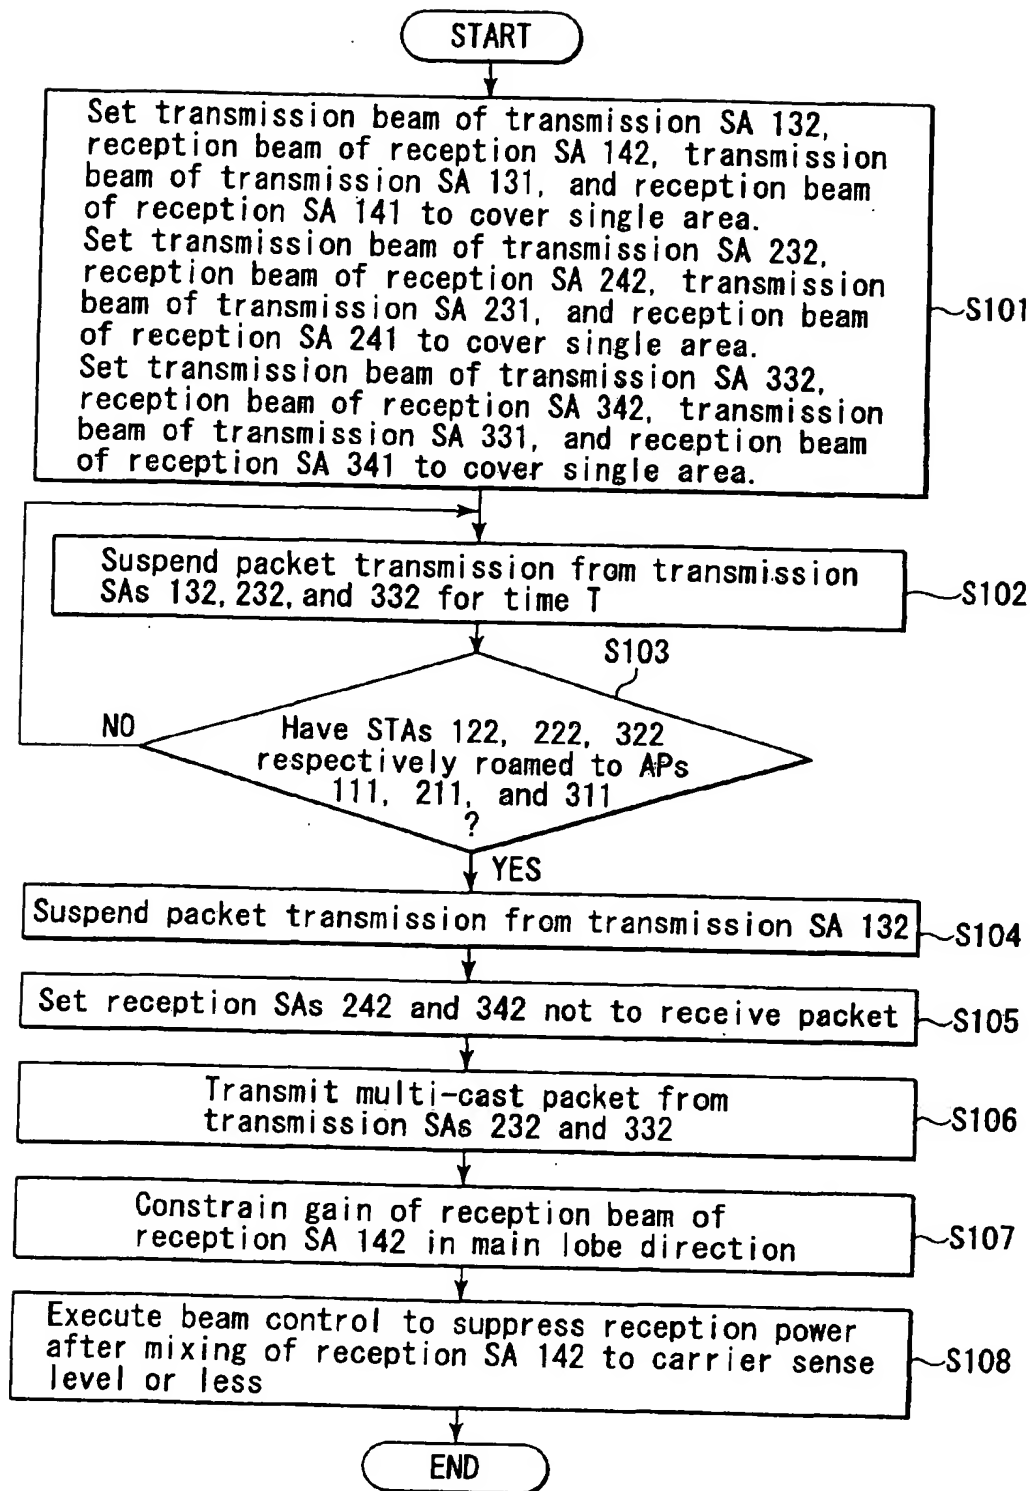 START
Set transmission beam of transmission SA 132,
reception beam of reception SA 142, transmission
beam of transmission SA 131, and reception beam
of reception SA 141 to cover single area.
Set transmission beam of transmission SA 232,
reception beam of reception SA 242, transmission
beam of transmission SA 231, and reception beam
of reception SA 241 to cover single area.
Set transmission beam of transmission SA 332,
reception beam of reception SA 342, transmission
beam of transmission SA 331, and reception beam
of reception SA 341 to cover single area.
S101
Suspend packet transmission from transmission
SAs 132, 232, and 332 for time T
S102
S103
NO
Have STAs 122, 222, 322
respectively roamed to APs
111, 211, and 311
?
YES
Suspend packet transmission from transmission SA 132
S104
Set reception SAs 242 and 342 not to receive packet
S105
Transmit multi-cast packet from
transmission SAs 232 and 332
S106
Constrain gain of reception beam of
reception SA 142 in main lobe direction
S107
Execute beam control to suppress reception power
after mixing of reception SA 142 to carrier sense
level or less
S108
END